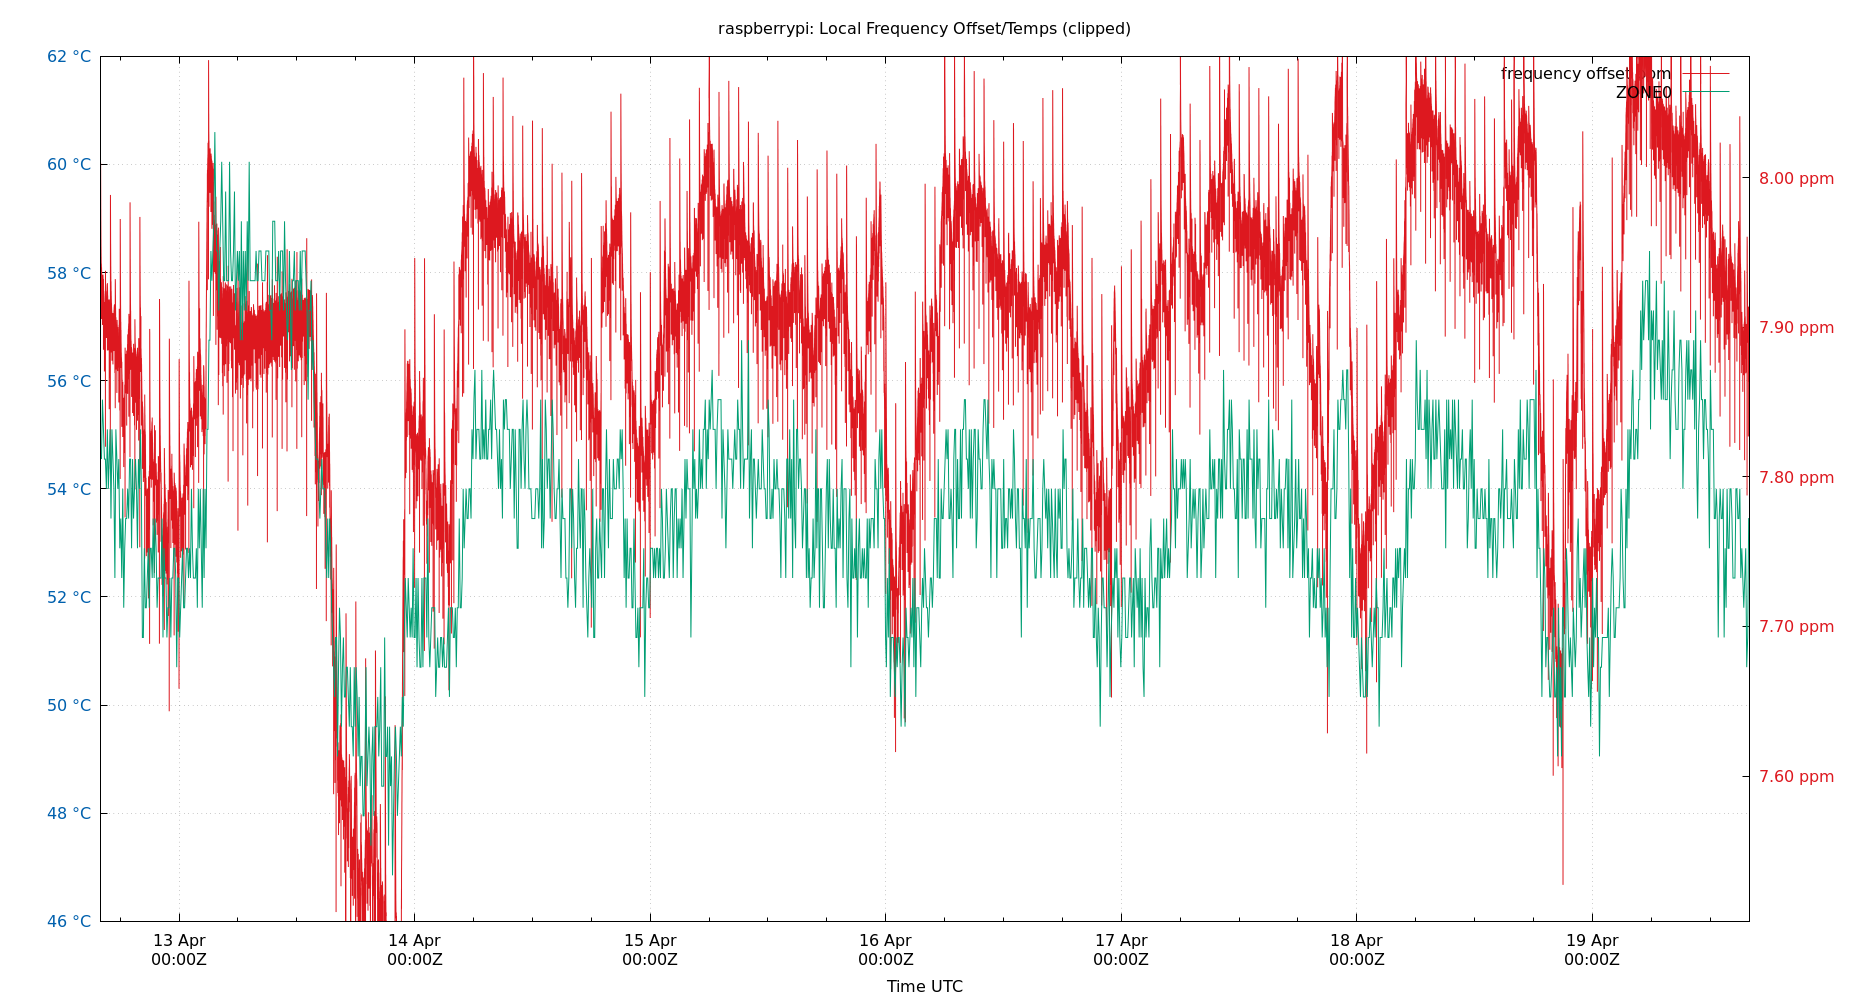 raspberrypi: Local Frequency Offset/Temps (clipped)
62 °C
60 °C
58 °C
56 °C
54 °C
52 °C
50 °C
48 °C
46 °C
frequency offset ppm
ZONE0
8.00 ppm
7.90 ppm
7.80 ppm
7.70 ppm
7.60 ppm
13 Apr
00:00Z
14 Apr
00:00Z
15 Apr
00:00Z
16 Apr
00:00Z
17 Apr
00:00Z
18 Apr
00:00Z
19 Apr
00:00Z
Time UTC